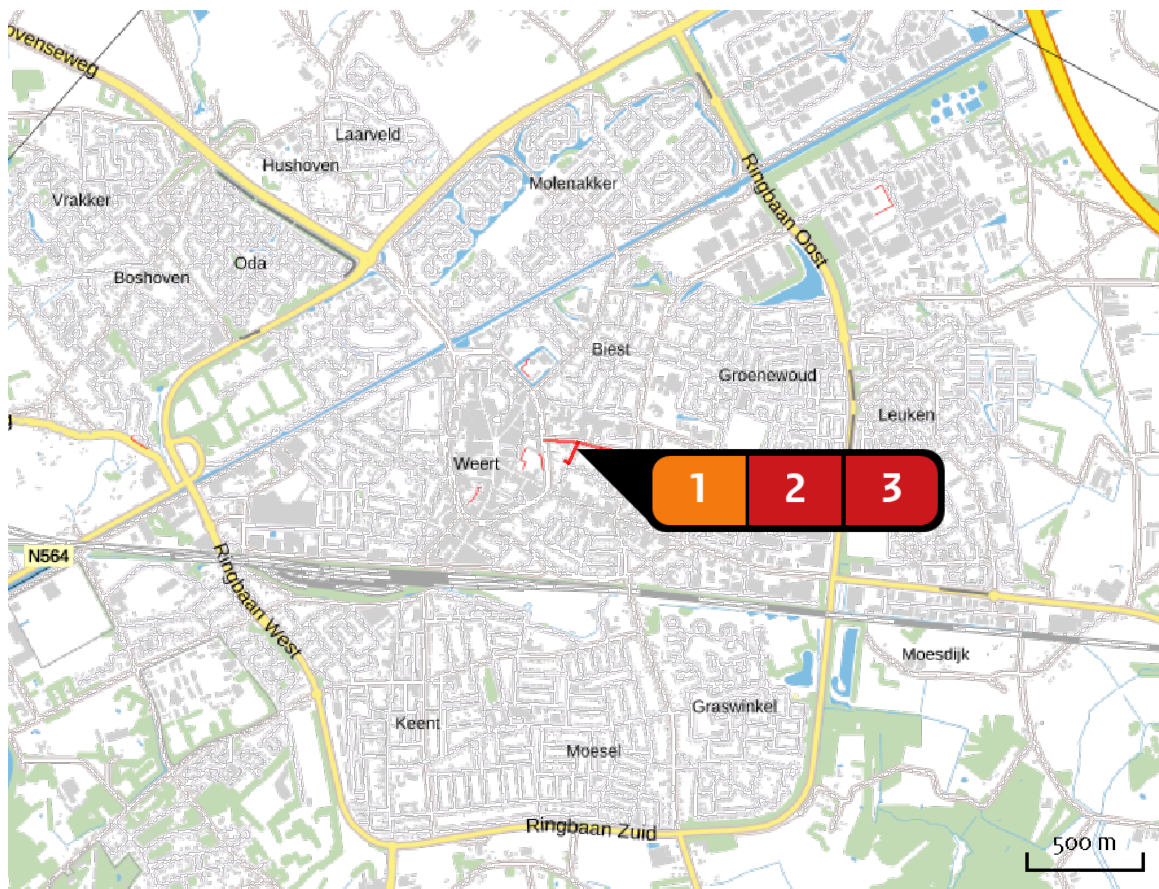 ovenseweg
Laarveld
Hushoven
Molenakker
Vrakker
Ringbaan Oost
Oda
Boshoven
Biest
Groenewoud
Leuken
Weert
1 2 3
N564
Ringbaan West
Moesdijk
Graswinkel
Keent
Moesel
Ringbaan Zuid
500 m